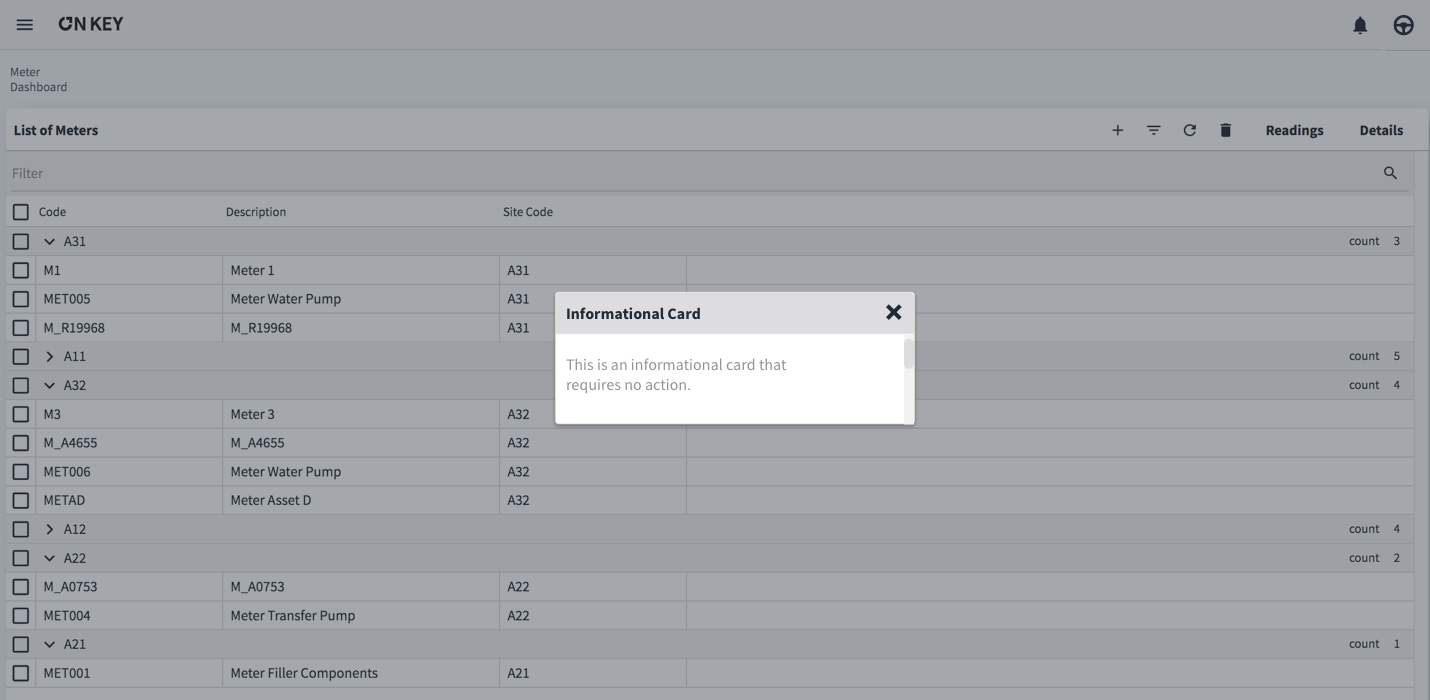 ON KEY
Meter
Dashboard
List of Meters
Readings Details
Filter
Code Description Site Code
A31 count 3
M1 Meter 1 A31
MET005 Meter Water Pump A31
M_R19968 M_R19968 A31
A11 count 5
A32 count 4
M3 Meter 3 A32
M_A4655 M_A4655 A32
MET006 Meter Water Pump A32
METAD Meter Asset D A32
A12 count 4
A22 count 2
M_A0753 M_A0753 A22
MET004 Meter Transfer Pump A22
A21 count 1
MET001 Meter Filler Components A21
Informational Card
This is an informational card that
requires no action.